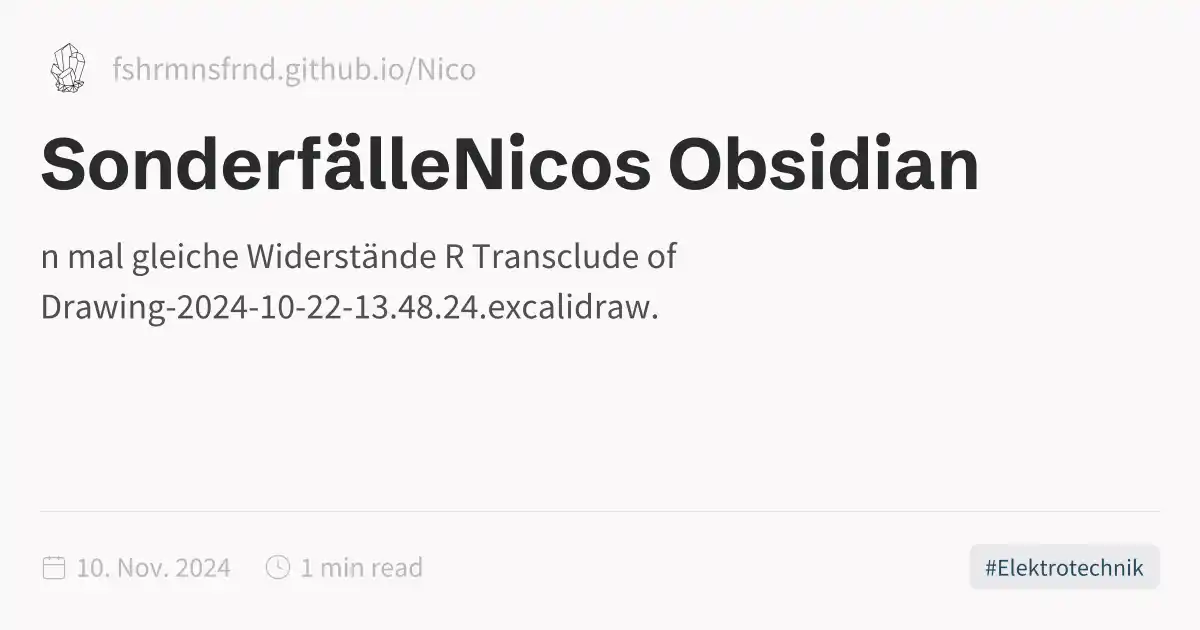 fshrmnsfrnd.github.io/Nico
SonderfälleNicos Obsidian
n mal gleiche Widerstände R Transclude of
Drawing-2024-10-22-13.48.24.excalidraw.
10. Nov. 2024 1 min read #Elektrotechnik